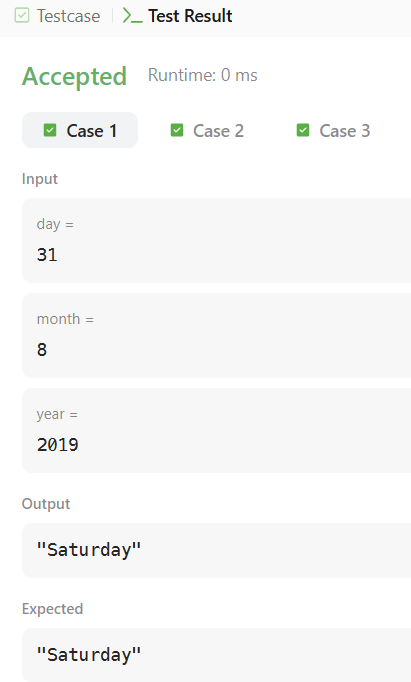 Testcase Test Result
Accepted Runtime: 0 ms
Case 1 Case 2 Case 3
Input
day =
31
month =
8
year =
2019
Output
"Saturday"
Expected
"Saturday"